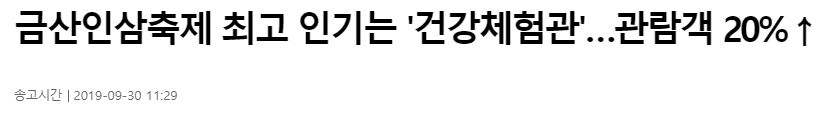 금산인삼축제 최고 인기는 '건강체험관'…관람객 20%↑
송고시간 | 2019-09-30 11:29